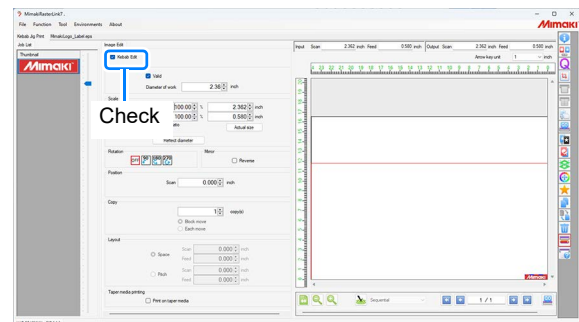 MimakiRasterLink7.
File Function Tool Environments About
Mimaki
Kebab Jig Print MimakiLogo_Label.eps
Job List
Thumbnail
Mimaki
Image Edit
Kebab Edit
Valid
Diameter of work 2.36 inch
Scale
100.00 % 2.362 inch
100.00 % 0.580 inch
Check
Actual size
Rotation
OFF 90 180 270
Mirror
Reverse
Position
Scan 0.000 inch
Copy
1 copy(s)
Block move
Each move
Layout
Space
Scan 0.000 inch
Feed 0.000 inch
Pitch
Scan 0.000 inch
Feed 0.000 inch
Taper media printing
Print on taper media
Input Scan 2.362 inch Feed 0.580 inch
Output Scan 2.362 inch Feed 0.580 inch
Arrow key unit 1 inch
Mimaki
Sequential
1 / 1